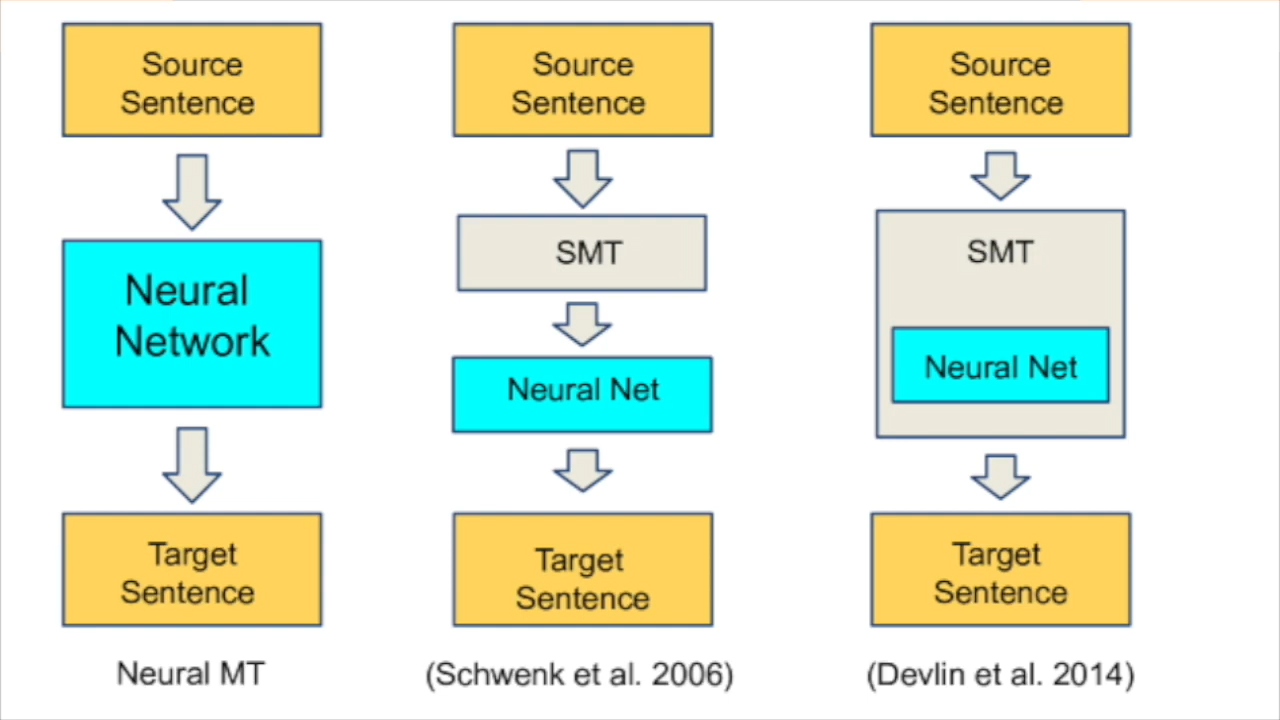 Source
Sentence
Neural
Network
Target
Sentence
Neural MT
Source
Sentence
SMT
Neural Net
Target
Sentence
(Schwenk et al. 2006)
Source
Sentence
SMT
Neural Net
Target
Sentence
(Devlin et al. 2014)